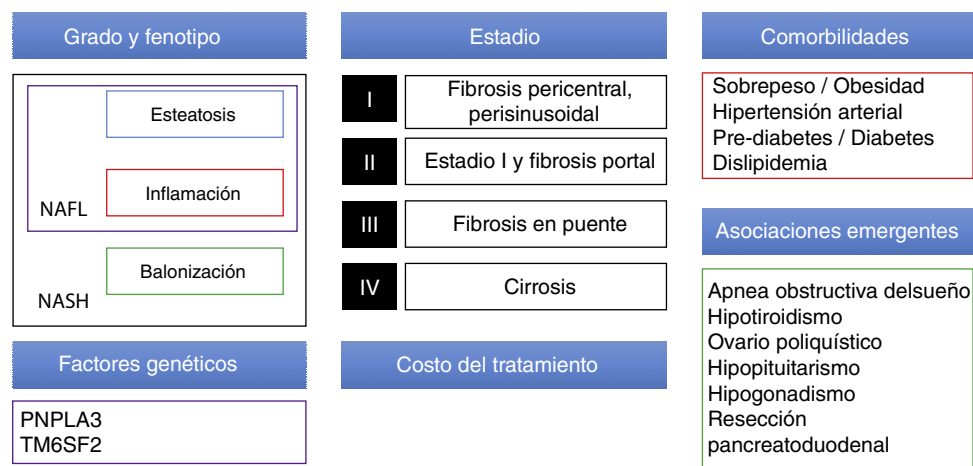 Grado y fenotipo
Esteatosis
Inflamación
NAFL
Balonización
NASH
Factores genéticos
PNPLA3
TM6SF2
Estadio
I
Fibrosis pericentral,
perisinusoidal
II
Estadio I y fibrosis portal
III
Fibrosis en puente
IV
Cirrosis
Costo del tratamiento
Comorbilidades
Sobrepeso / Obesidad
Hipertensión arterial
Pre-diabetes / Diabetes
Dislipidemia
Asociaciones emergentes
Apnea obstructiva delsueño
Hipotiroidismo
Ovario poliquístico
Hipopituitarismo
Hipogonadismo
Resección
pancreatoduodenal